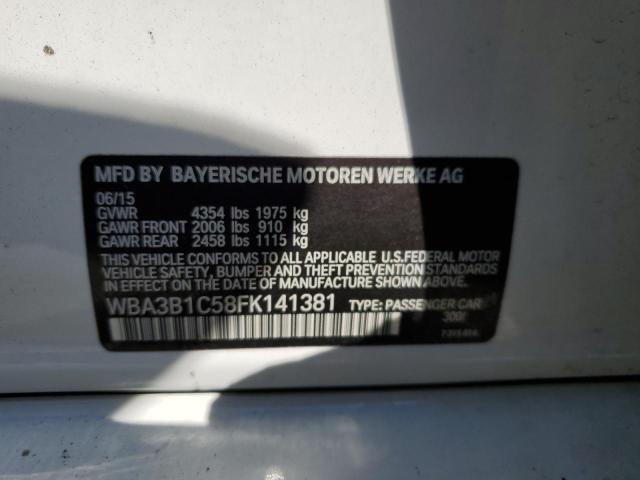 MFD BY BAYERISCHE MOTOREN WERKE AG
06/15
GVWR 4354 lbs 1975 kg
GAWR FRONT 2006 lbs 910 kg
GAWR REAR 2458 lbs 1115 kg
THIS VEHICLE CONFORMS TO ALL APPLICABLE U.S.FEDERAL MOTOR
VEHICLE SAFETY, BUMPER AND THEFT PREVENTION STANDARDS
IN EFFECT ON THE DATE OF MANUFACTURE SHOWN ABOVE.
WBA3B1C58FK141381 TYPE: PASSENGER CAR
300